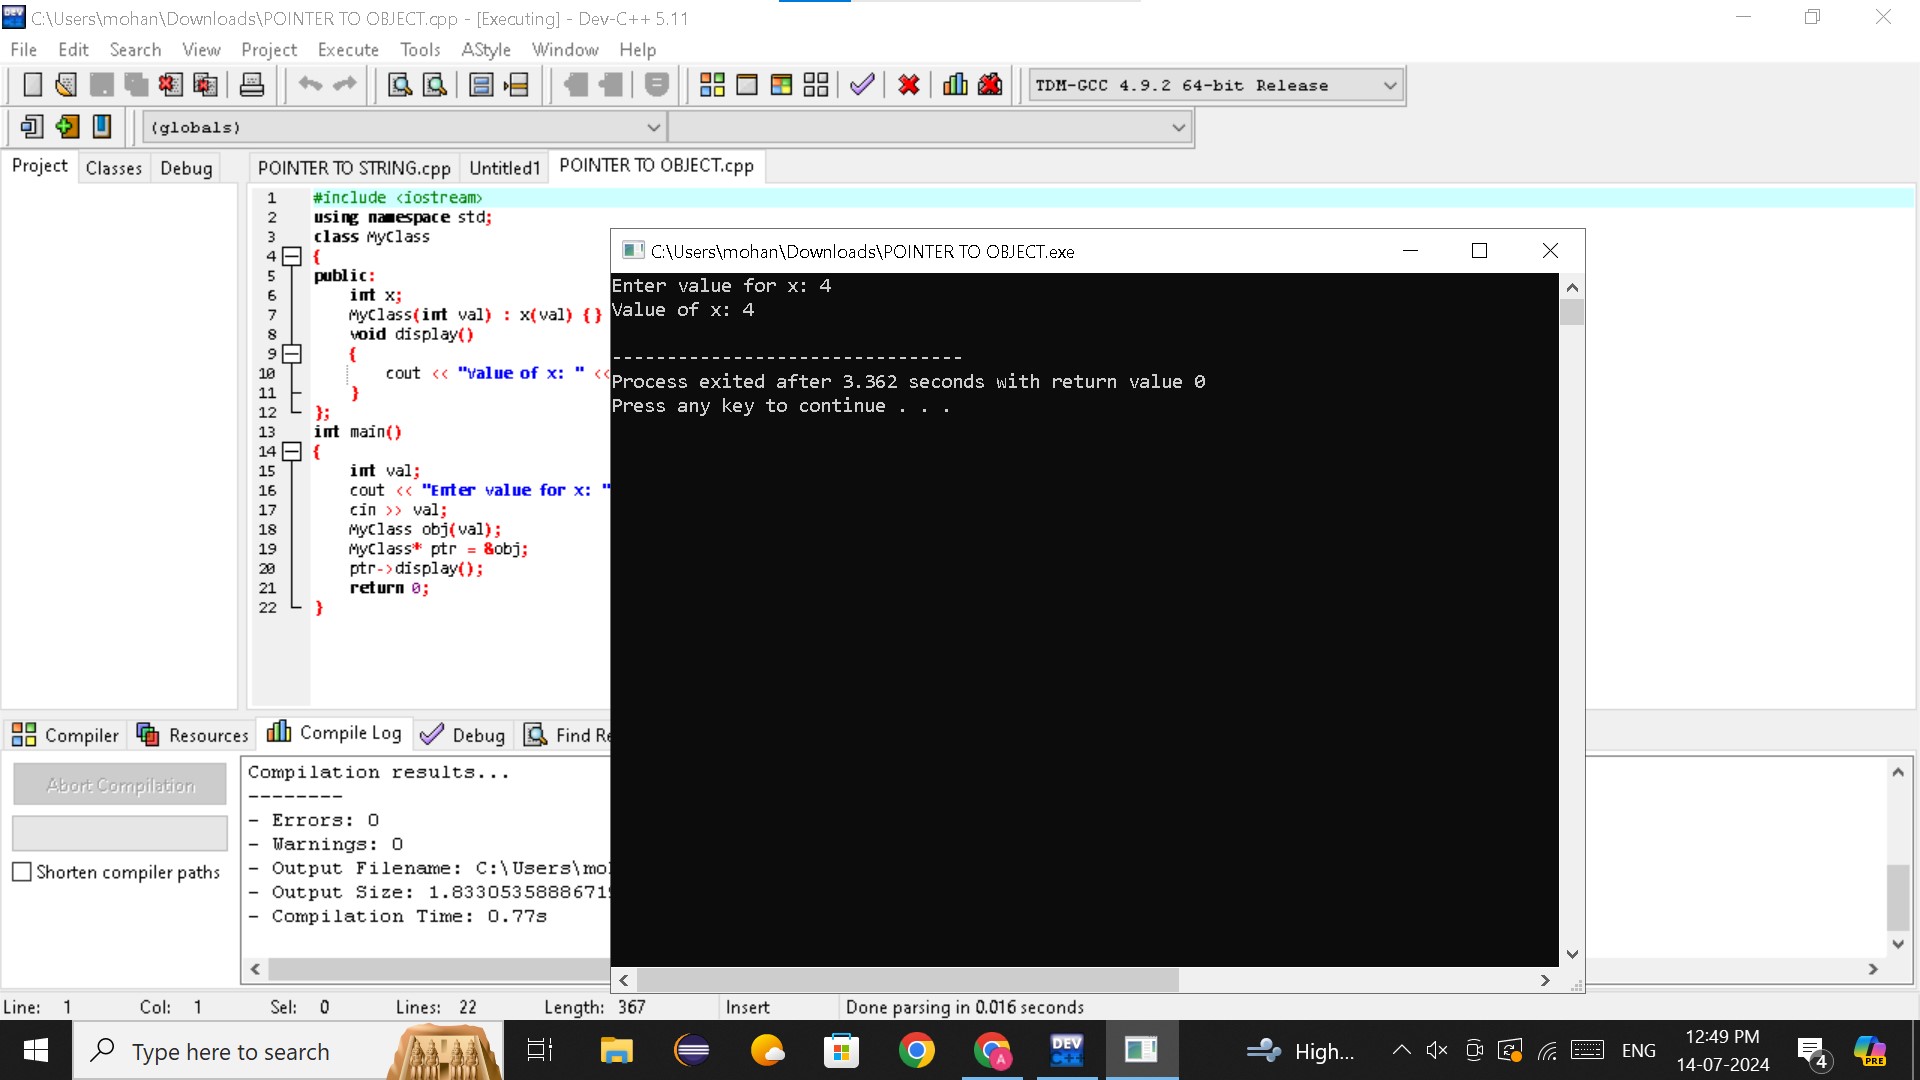 C:\Users\mohan\Downloads\POINTER TO OBJECT.cpp - [Executing] - Dev-C++ 5.11
File Edit Search View Project Execute Tools AStyle Window Help
TDM-GCC 4.9.2 64-bit Release
(globals)
Project Classes Debug
POINTER TO STRING.cpp Untitled1 POINTER TO OBJECT.cpp
1 #include <iostream>
2 using namespace std;
3 class MyClass
4 {
5 public:
6 int x;
7 MyClass(int val) : x(val) {}
8 void display()
9 {
10 cout << "Value of x: " <<
11 }
12 };
13 int main()
14 {
15 int val;
16 cout << "Enter value for x: "
17 cin >> val;
18 MyClass obj(val);
19 MyClass* ptr = &obj;
20 ptr->display();
21 return 0;
22 }
C:\Users\mohan\Downloads\POINTER TO OBJECT.exe
Enter value for x: 4
Value of x: 4
--------------------------------
Process exited after 3.362 seconds with return value 0
Press any key to continue . . .
Compiler Resources Compile Log Debug Find Re
Abort Compilation
Shorten compiler paths
Compilation results...
--------
- Errors: 0
- Warnings: 0
- Output Filename: C:\Users\mo
- Output Size: 1.8330535888671
- Compilation Time: 0.77s
Line: 1 Col: 1 Sel: 0 Lines: 22 Length: 367 Insert Done parsing in 0.016 seconds
Type here to search
DEV C++
High...
ENG
12:49 PM
14-07-2024
4
PRE